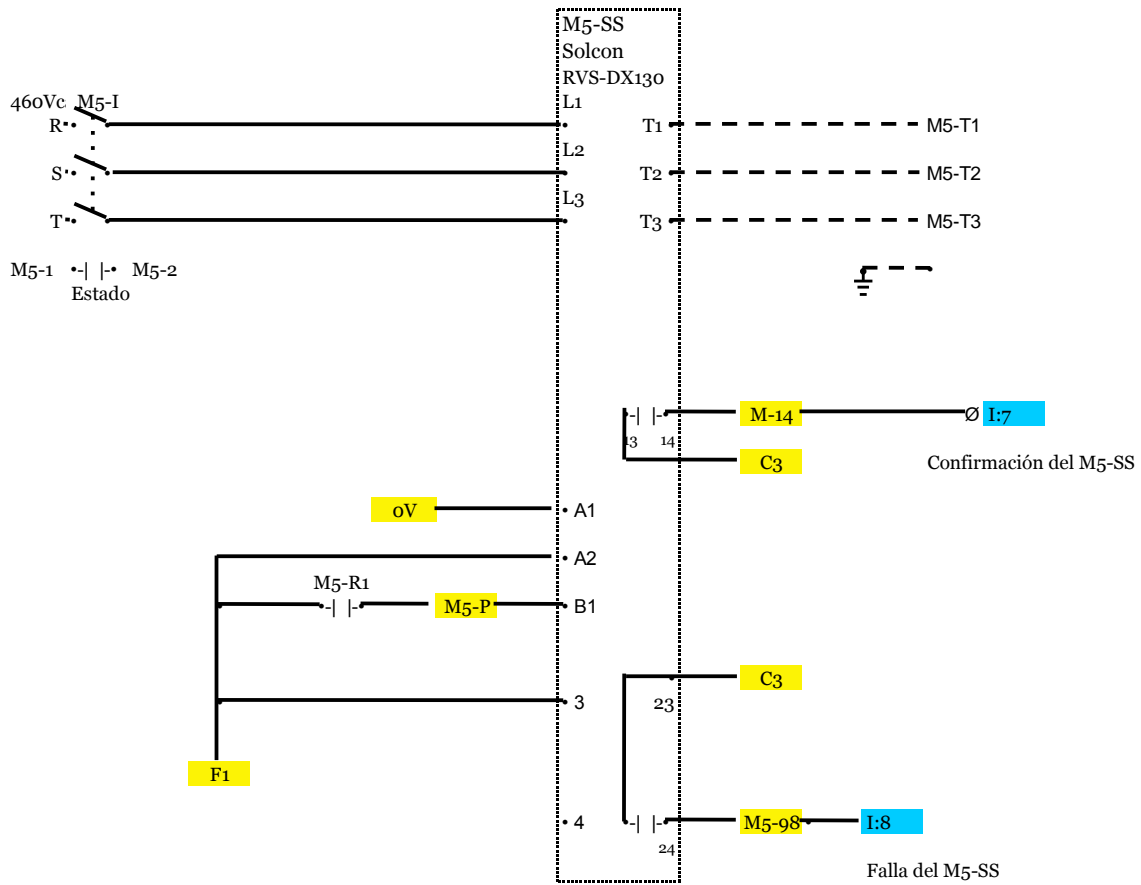 M5-SS
Solcon
RVS-DX130
460Vc M5-I
L1
R
T1
M5-T1
L2
S
T2
M5-T2
L3
T
T3
M5-T3
M5-1 -| |- M5-2
Estado
-| |-
M-14
Ø I:7
13 14
C3
Confirmación del M5-SS
0V
A1
A2
M5-R1
-| |-
M5-P
B1
C3
3
23
F1
4
-| |-
M5-98
I:8
24
Falla del M5-SS